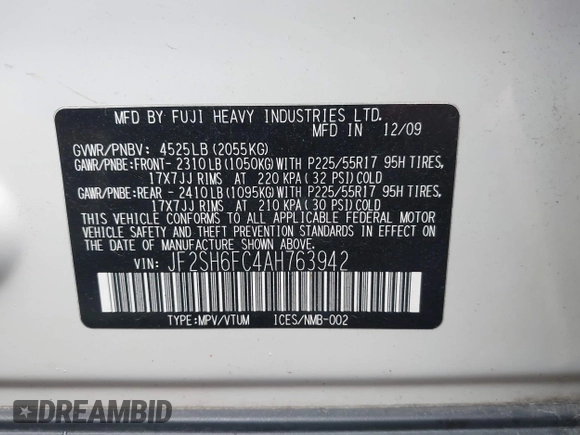 MFD BY FUJI HEAVY INDUSTRIES LTD.
MFD IN 12/09
GVWR/PNBV: 4525LB(2055KG)
GAWR/PNBE:FRONT- 2310LB(1050KG)WITH P225/55R17 95H TIRES,
17X7JJ RIMS AT 220 KPA(32 PSI)COLD
GAWR/PNBE:REAR - 2410LB(1095KG)WITH P225/55R17 95H TIRES,
17X7JJ RIMS AT 210 KPA(30 PSI)COLD
THIS VEHICLE CONFORMS TO ALL APPLICABLE FEDERAL MOTOR
VEHICLE SAFETY AND THEFT PREVENTION STANDARDS IN EFFECT
ON THE DATE OF MANUFACTURE SHOWN ABOVE.
VIN: JF2SH6FC4AH763942
TYPE:MPV/VTUM ICES/NMB-002
DREAMBID